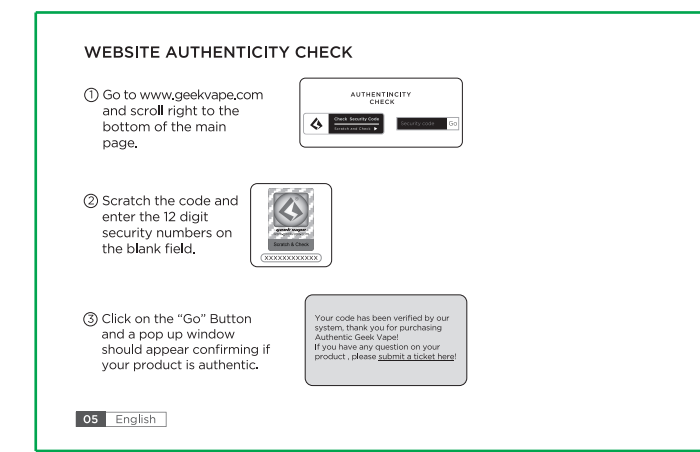 WEBSITE AUTHENTICITY CHECK
① Go to www.geekvape.com
and scroll right to the
bottom of the main
page.
AUTHENTINCITY
CHECK
Check Security Code
Scratch and Check ▶
Security code
Go
② Scratch the code and
enter the 12 digit
security numbers on
the blank field.
Scratch & Check
(XXXXXXXXXXXX)
③ Click on the “Go” Button
and a pop up window
should appear confirming if
your product is authentic.
Your code has been verified by our
system, thank you for purchasing
Authentic Geek Vape!
If you have any question on your
product , please submit a ticket here!
05 English